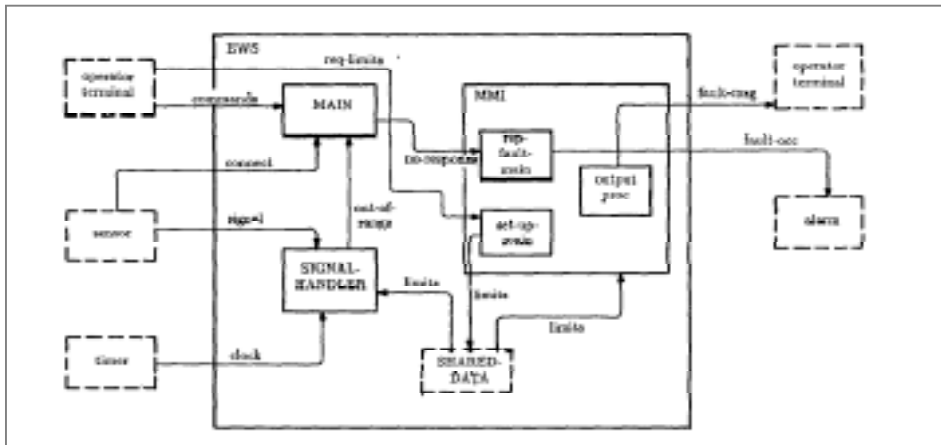 EWS
operator
terminal
req-limits
commands
MAIN
MMI
fault-msg
operator
terminal
connect
no-response
rep-
fault-
main
fault-occ
output
proc
sensor
signal
out-of-
range
set-up-
main
alarm
SIGNAL-
HANDLER
limits
limits
limits
timer
clock
SHARED-
DATA